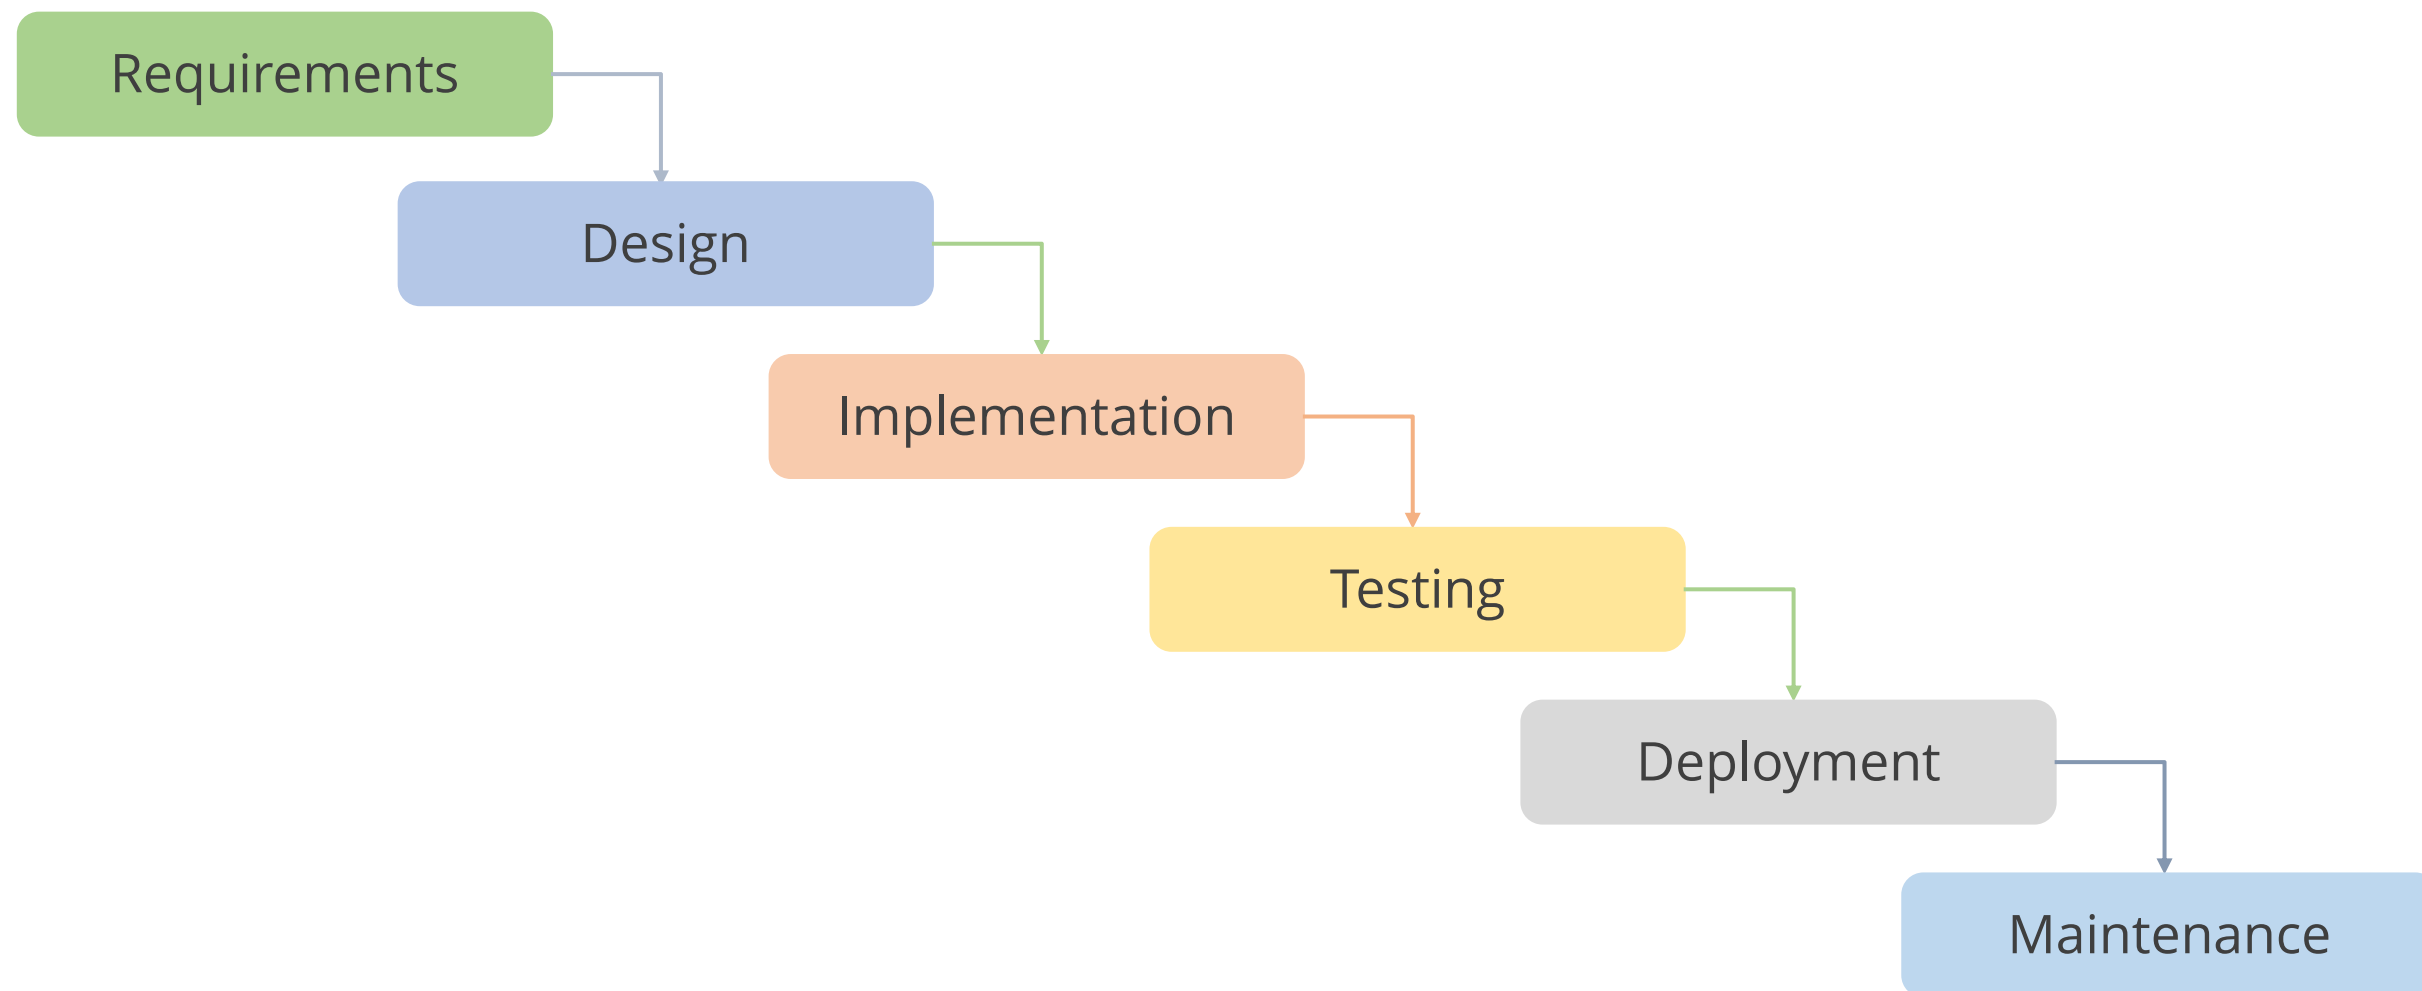 Requirements
Design
Implementation
Testing
Deployment
Maintenance